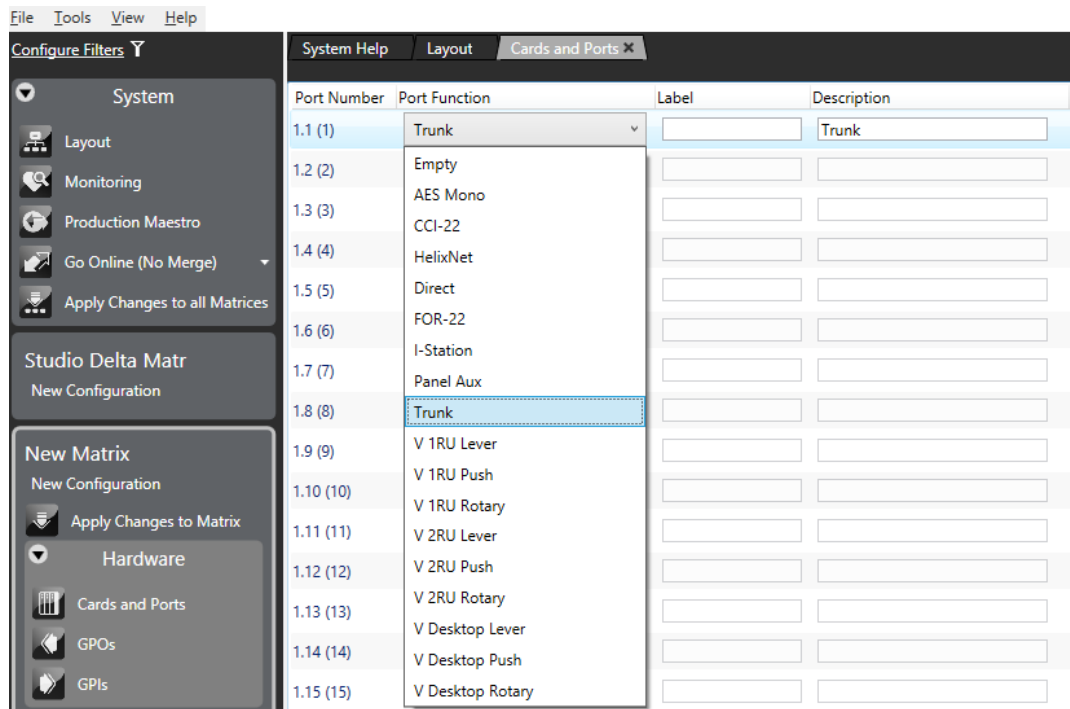 File Tools View Help
Configure Filters
System
Layout
Monitoring
Production Maestro
Go Online (No Merge)
Apply Changes to all Matrices
Studio Delta Matr
New Configuration
New Matrix
New Configuration
Apply Changes to Matrix
Hardware
Cards and Ports
GPOs
GPIs
System Help Layout Cards and Ports
Port Number Port Function Label Description
1.1 (1) Trunk Trunk
1.2 (2)
1.3 (3)
1.4 (4)
1.5 (5)
1.6 (6)
1.7 (7)
1.8 (8)
1.9 (9)
1.10 (10)
1.11 (11)
1.12 (12)
1.13 (13)
1.14 (14)
1.15 (15)
Empty
AES Mono
CCI-22
HelixNet
Direct
FOR-22
I-Station
Panel Aux
Trunk
V 1RU Lever
V 1RU Push
V 1RU Rotary
V 2RU Lever
V 2RU Push
V 2RU Rotary
V Desktop Lever
V Desktop Push
V Desktop Rotary